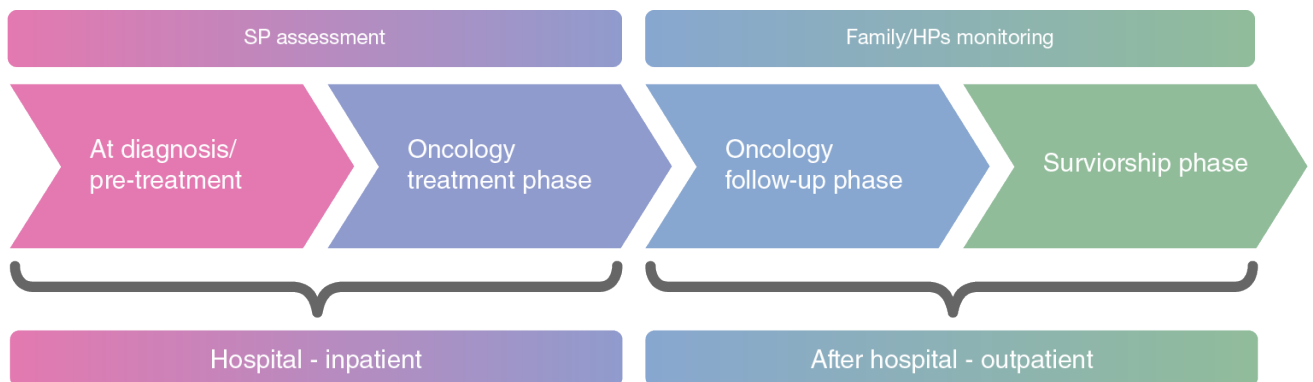 SP assessment
Family/HPs monitoring
At diagnosis/
pre-treatment
Oncology
treatment phase
Oncology
follow-up phase
Surviorship phase
Hospital - inpatient
After hospital - outpatient